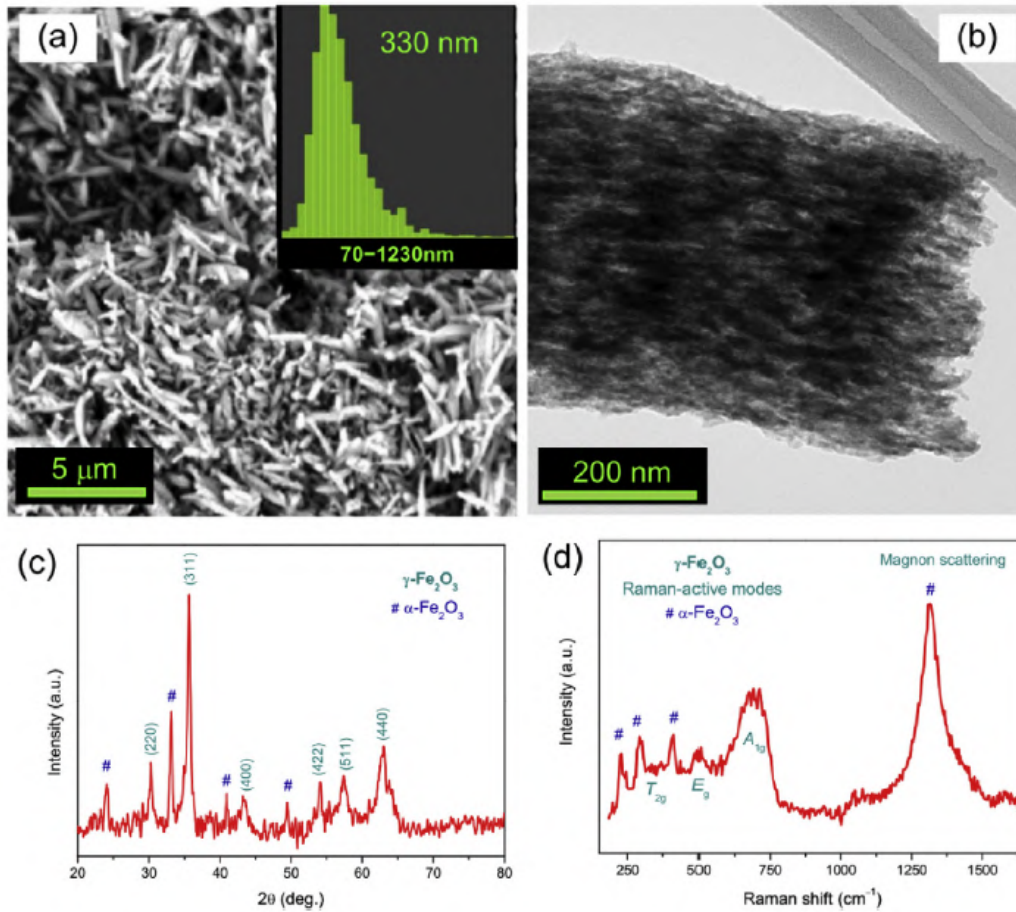 (a)
330 nm
70−1230nm
5 μm
(b)
200 nm
(c)
γ-Fe₂O₃
# α-Fe₂O₃
#
(220)
#
(311)
#
(400)
#
(422)
(511)
(440)
Intensity (a.u.)
20 30 40 50 60 70 80
2θ (deg.)
(d)
γ-Fe₂O₃
Raman-active modes
# α-Fe₂O₃
Magnon scattering
#
#
#
#
T₂g
Eg
A₁g
Intensity (a.u.)
250 500 750 1000 1250 1500
Raman shift (cm⁻¹)